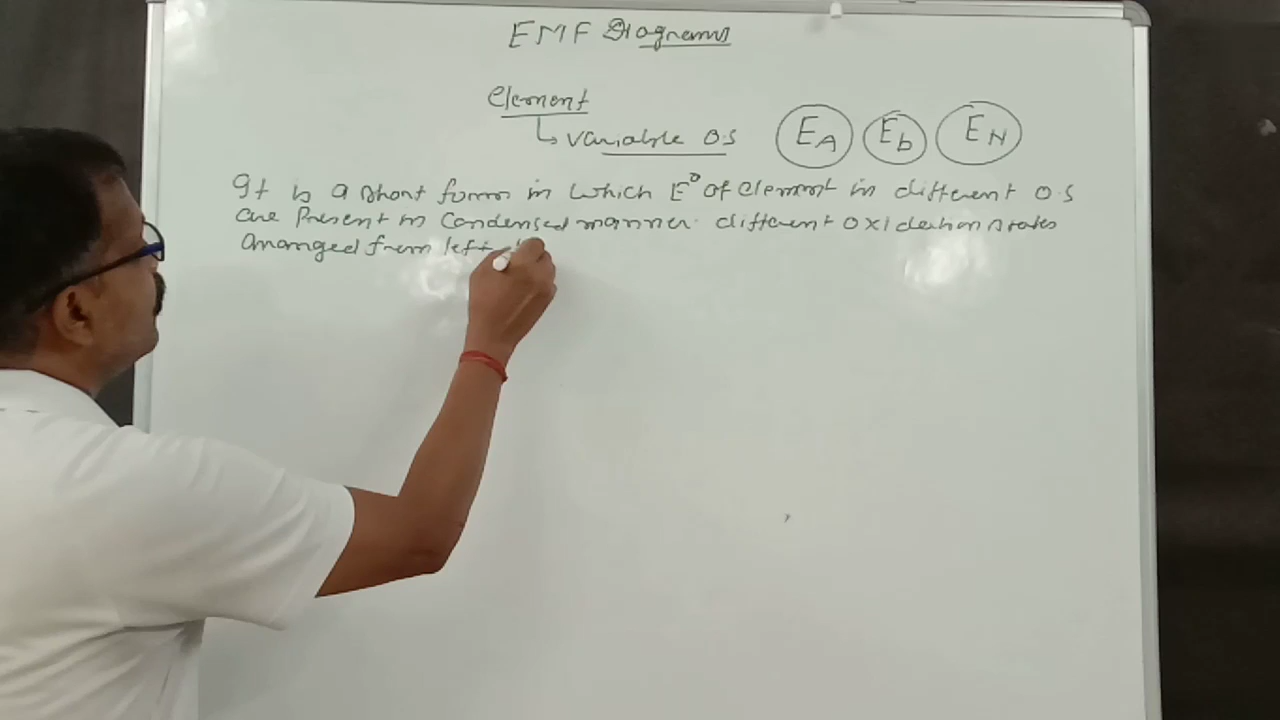 EMF Diagrams
Element
Variable O.S
EA Eb EN
It is a short form in which E° of element in different O.S
are Present in Condensed manner. different oxidation states
arranged from left